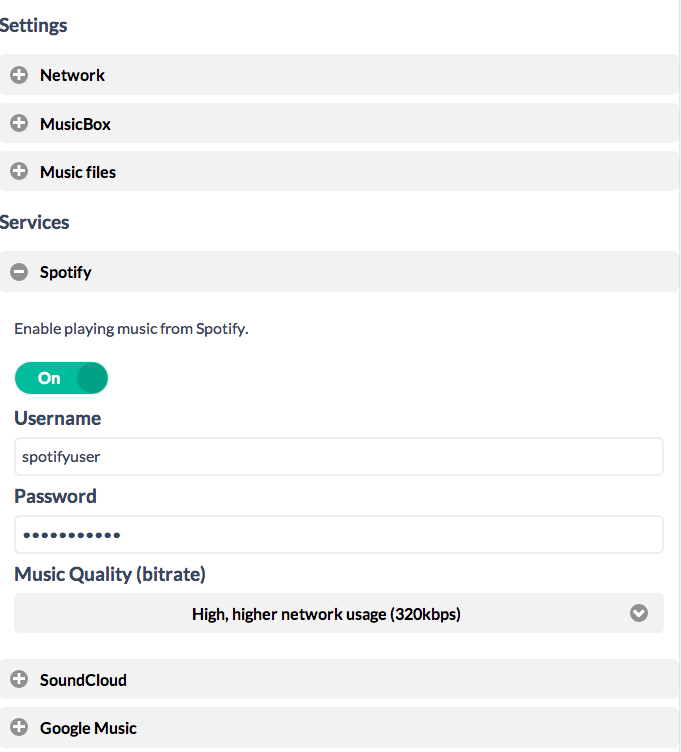 Settings
Network
MusicBox
Music files
Services
Spotify
Enable playing music from Spotify.
On
Username
spotifyuser
Password
•••••••••••
Music Quality (bitrate)
High, higher network usage (320kbps)
SoundCloud
Google Music